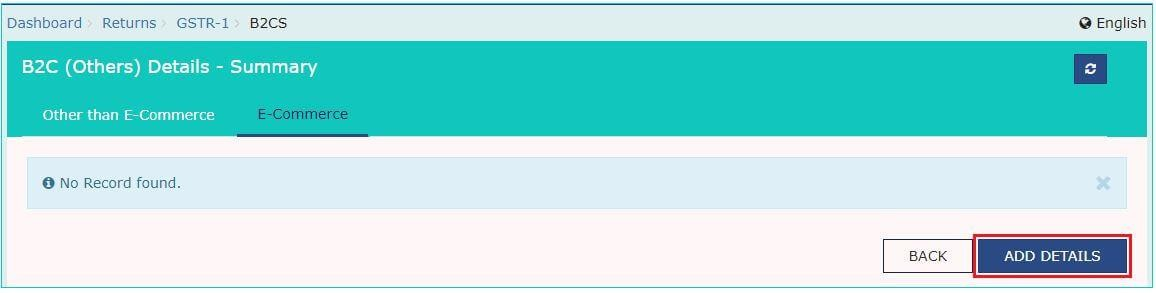 Dashboard > Returns > GSTR-1 > B2CS English
B2C (Others) Details - Summary
Other than E-Commerce E-Commerce
No Record found.
BACK ADD DETAILS